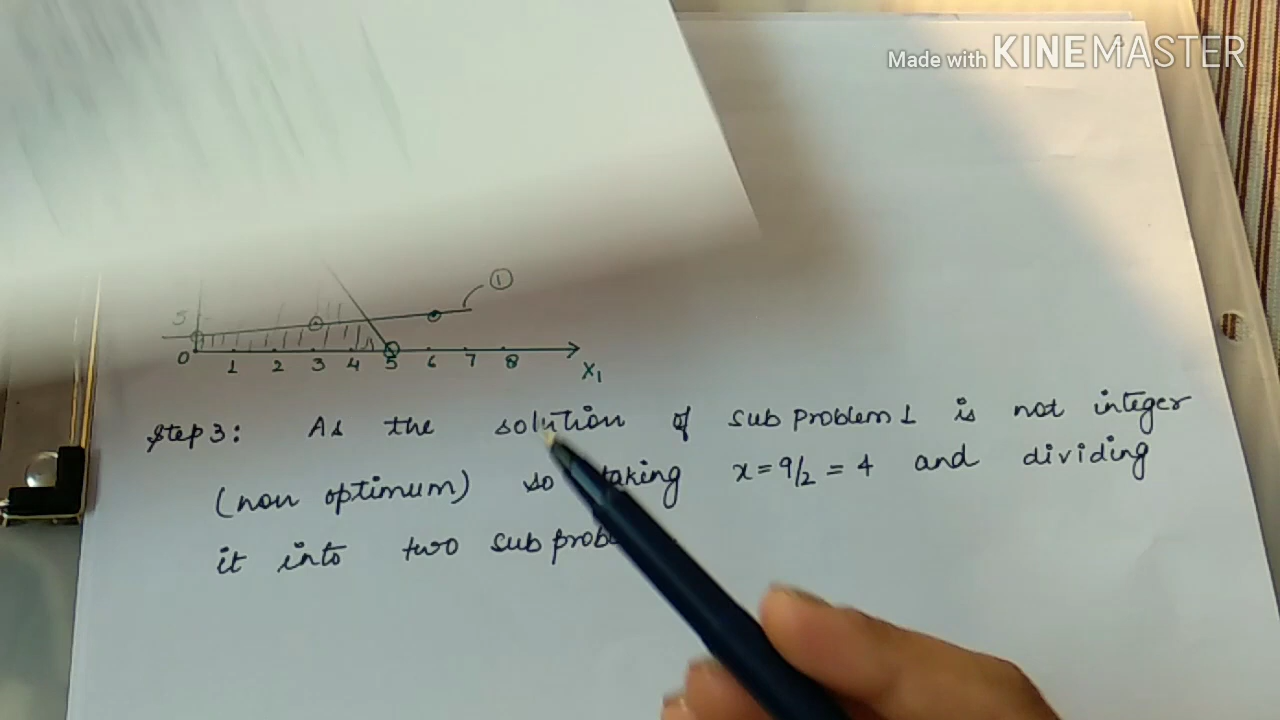 Made with KINEMASTER
①
5
0 1 2 3 4 5 6 7 8
X1
Step 3: As the solution of sub problem 1 is not integer
(non optimum) so taking x = 9/2 = 4 and dividing
it into two sub